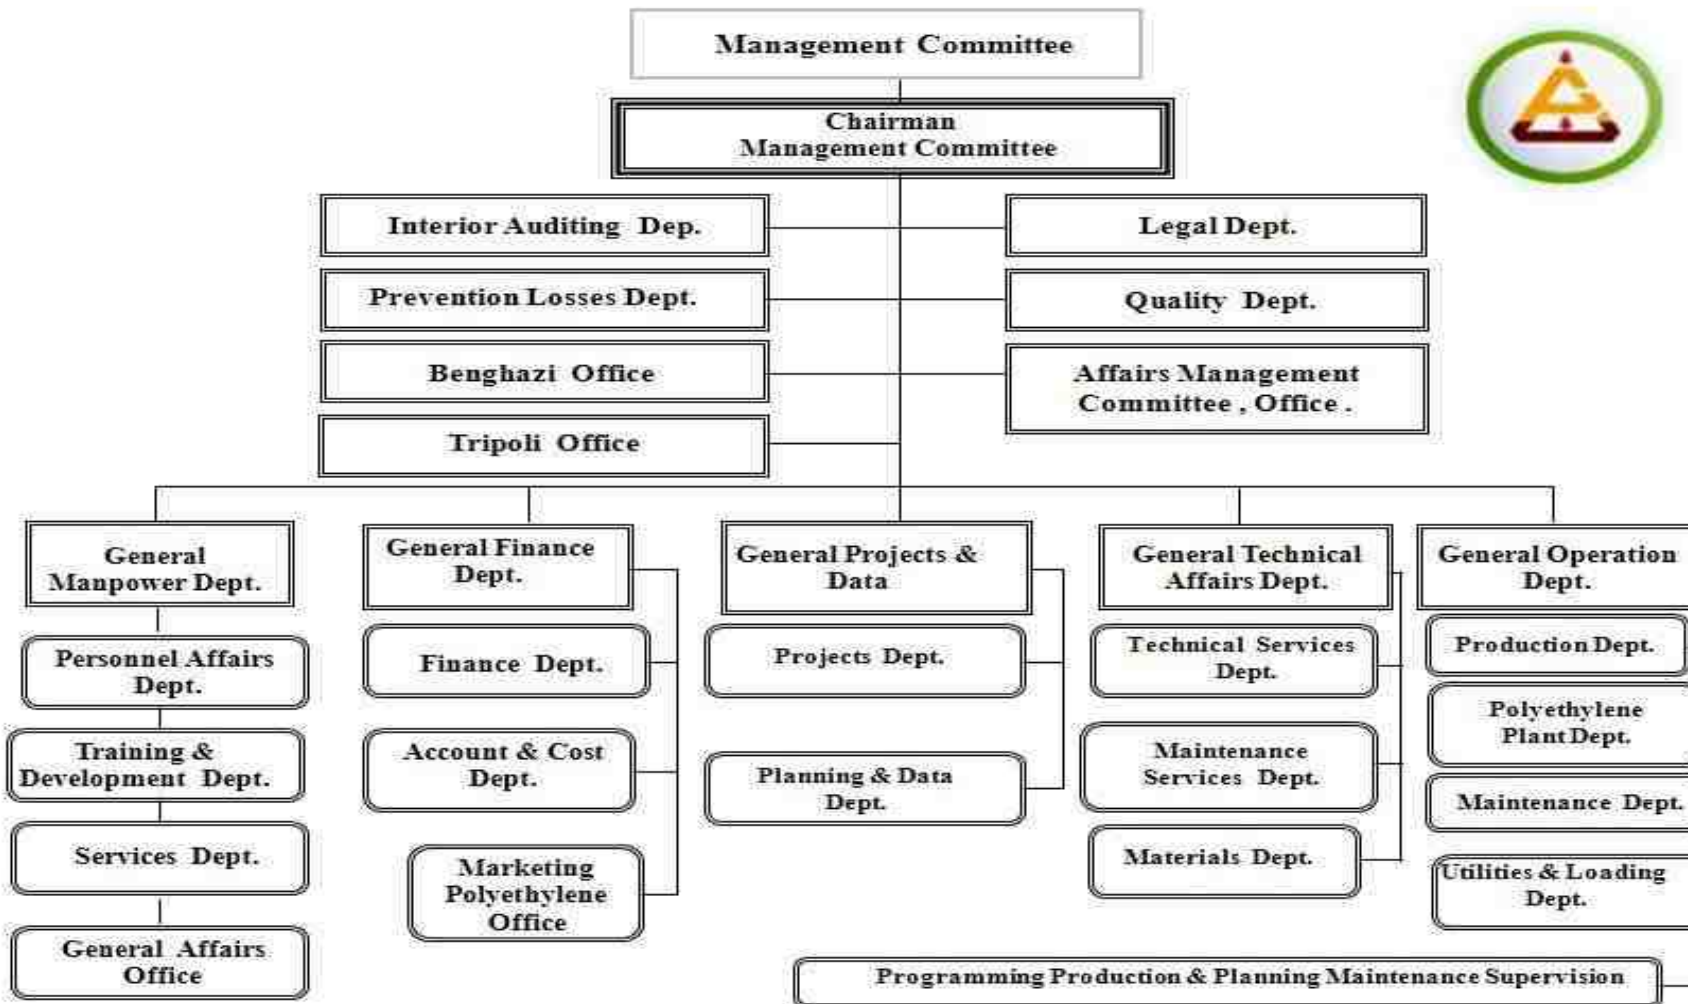 Management Committee
Chairman
Management Committee
Interior Auditing Dep.
Legal Dept.
Prevention Losses Dept.
Quality Dept.
Benghazi Office
Affairs Management
Committee , Office .
Tripoli Office
General
Manpower Dept.
General Finance
Dept.
General Projects &
Data
General Technical
Affairs Dept.
General Operation
Dept.
Personnel Affairs
Dept.
Training &
Development Dept.
Services Dept.
General Affairs
Office
Finance Dept.
Account & Cost
Dept.
Marketing
Polyethylene
Office
Projects Dept.
Planning & Data
Dept.
Technical Services
Dept.
Maintenance
Services Dept.
Materials Dept.
Production Dept.
Polyethylene
Plant Dept.
Maintenance Dept.
Utilities & Loading
Dept.
Programming Production & Planning Maintenance Supervision